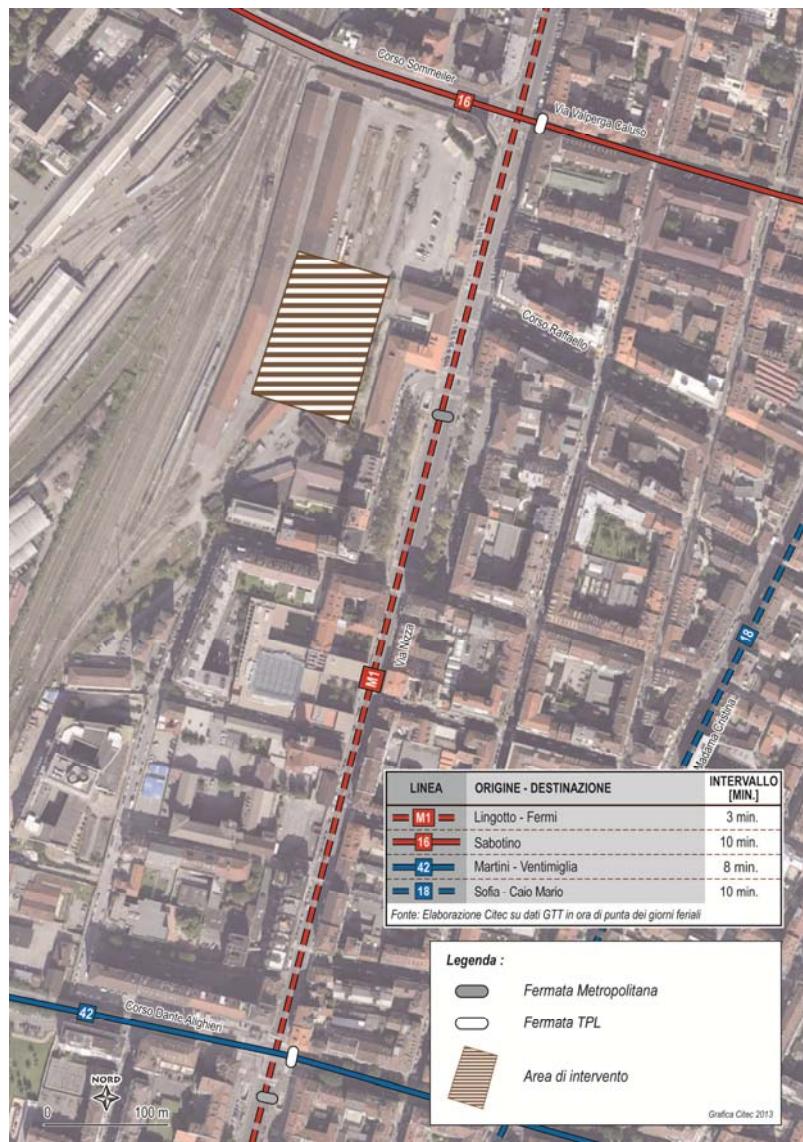 Corso Sommeiler
16
Via Valperga Caluso
Corso Raffaello
18
Via Nizza
M1
Madama Cristina
LINEA ORIGINE - DESTINAZIONE INTERVALLO [MIN.]
M1 Lingotto - Fermi 3 min.
16 Sabotino 10 min.
42 Martini - Ventimiglia 8 min.
18 Sofia - Caio Mario 10 min.
Fonte: Elaborazione Citec su dati GTT in ora di punta dei giorni feriali
Legenda :
Fermata Metropolitana
Fermata TPL
Area di intervento
Grafica Citec 2013
42
Corso Dante Alighieri
NORD
0 100 m